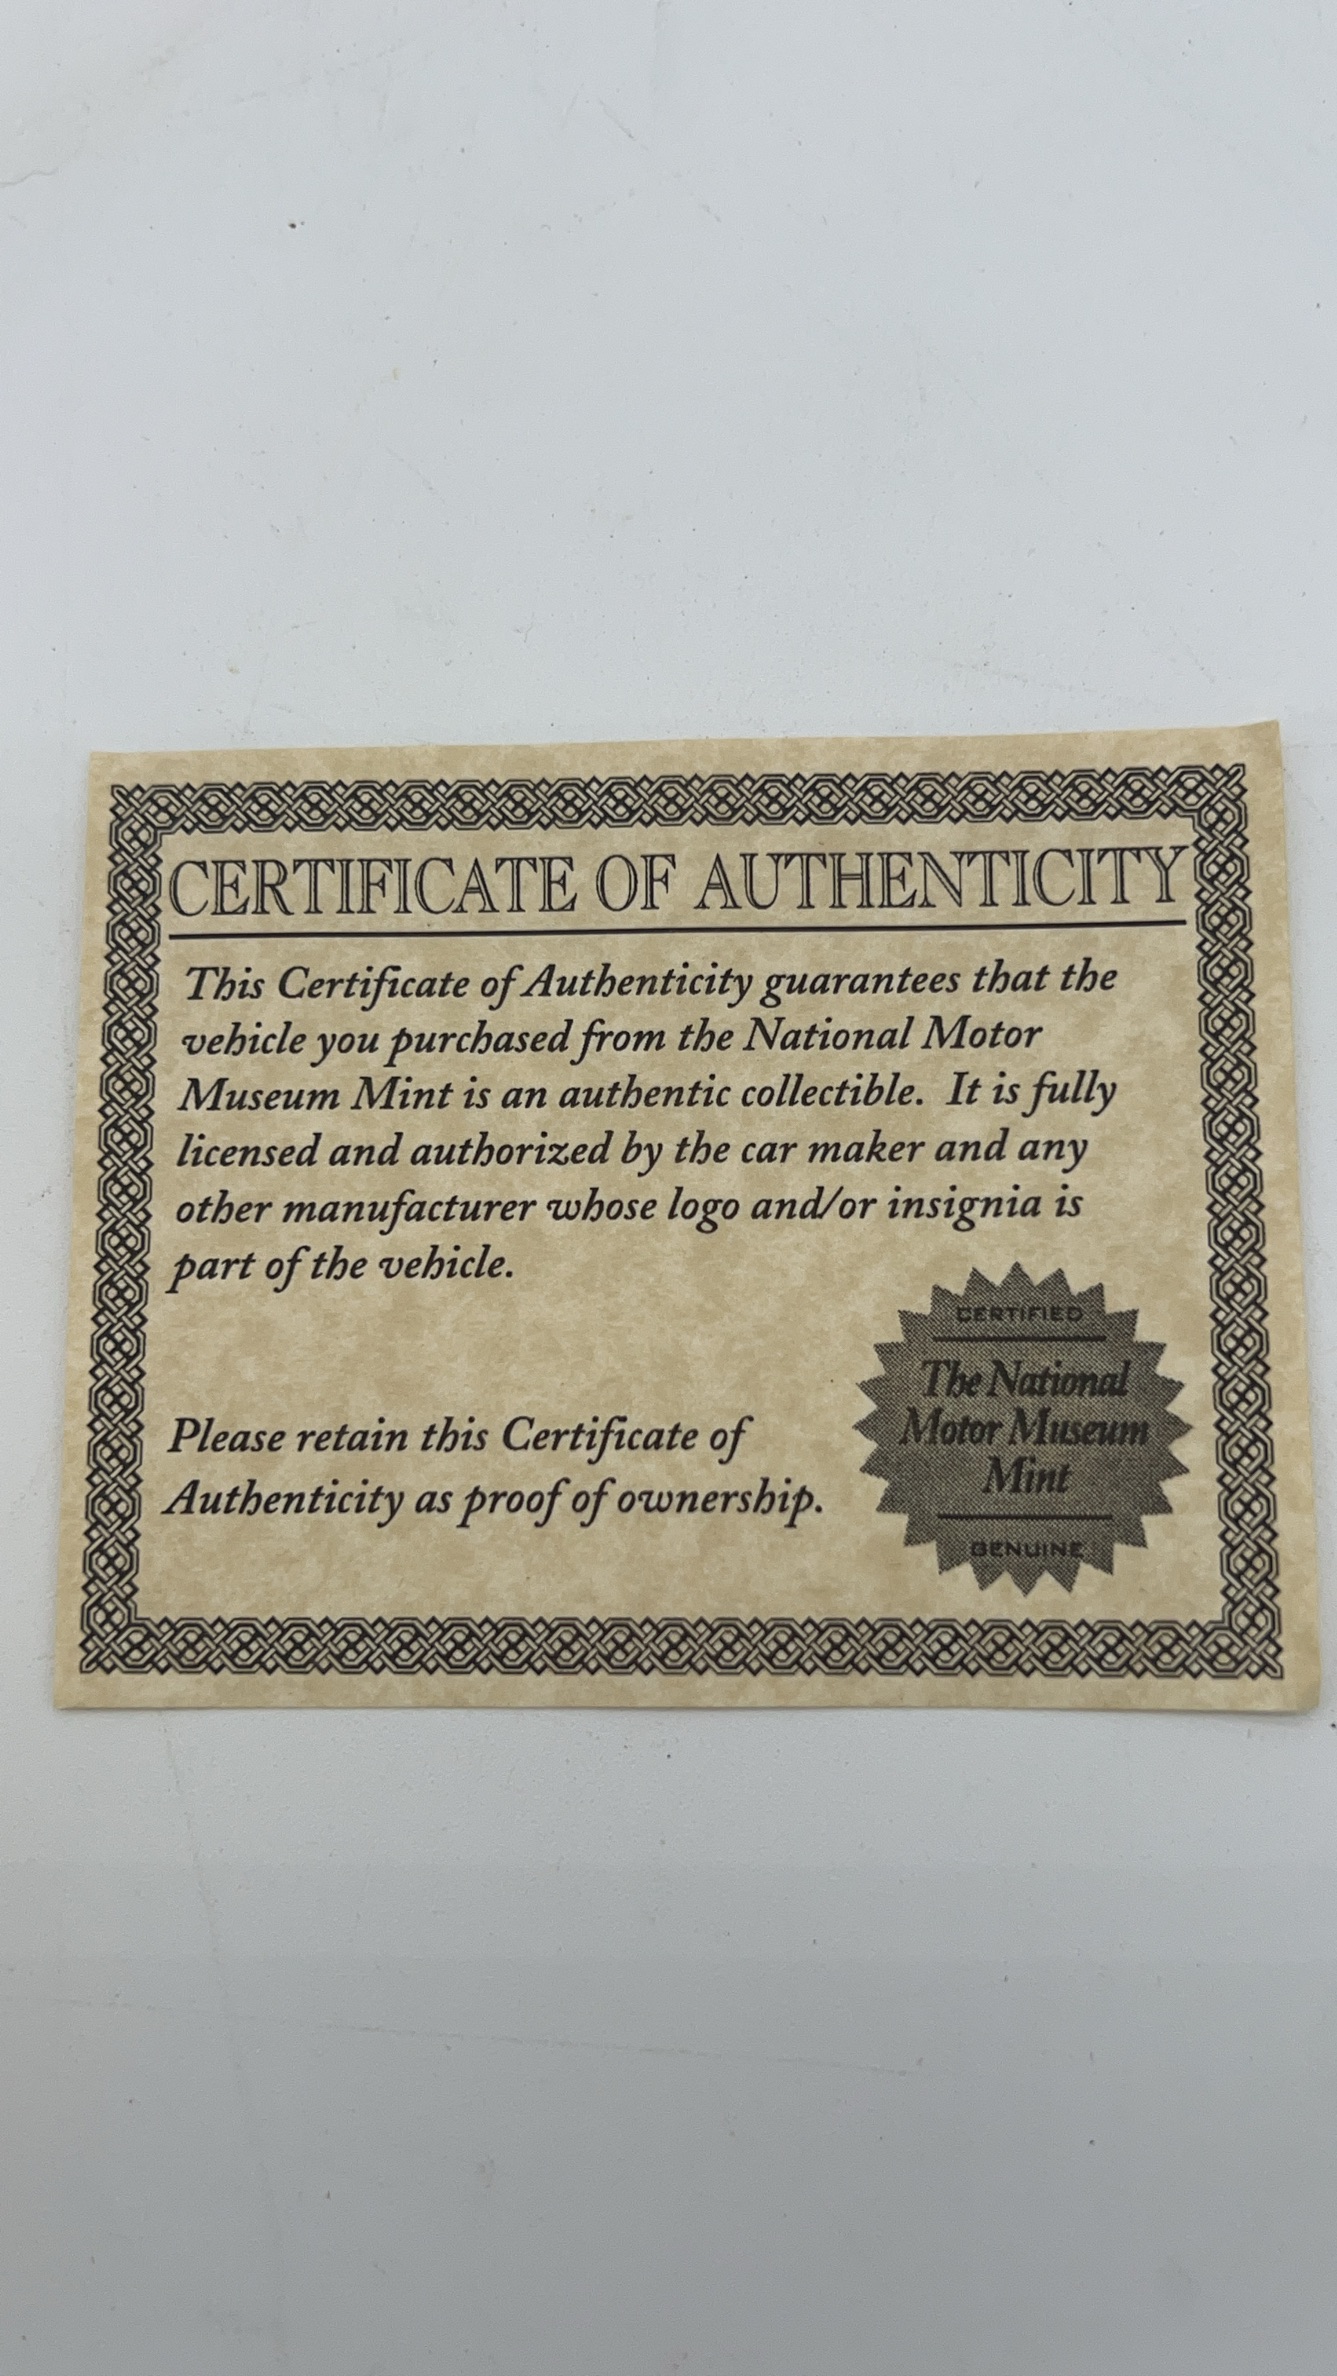 CERTIFICATE OF AUTHENTICITY
This Certificate of Authenticity guarantees that the
vehicle you purchased from the National Motor
Museum Mint is an authentic collectible. It is fully
licensed and authorized by the car maker and any
other manufacturer whose logo and/or insignia is
part of the vehicle.
Please retain this Certificate of
Authenticity as proof of ownership.
CERTIFIED
The National
Motor Museum
Mint
GENUINE